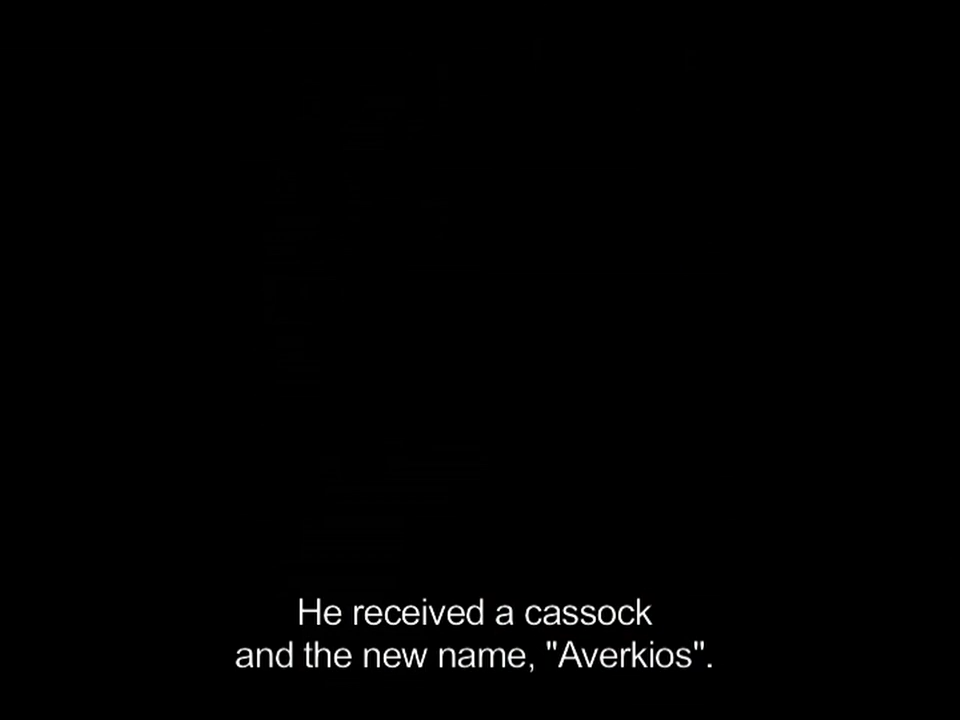 He received a cassock
and the new name, "Averkios".